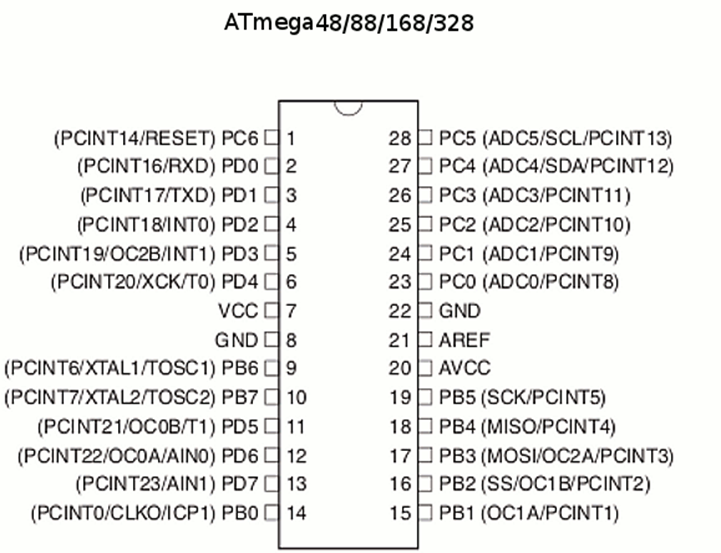 ATmega48/88/168/328
(PCINT14/RESET) PC6 1 28 PC5 (ADC5/SCL/PCINT13)
(PCINT16/RXD) PD0 2 27 PC4 (ADC4/SDA/PCINT12)
(PCINT17/TXD) PD1 3 26 PC3 (ADC3/PCINT11)
(PCINT18/INT0) PD2 4 25 PC2 (ADC2/PCINT10)
(PCINT19/OC2B/INT1) PD3 5 24 PC1 (ADC1/PCINT9)
(PCINT20/XCK/T0) PD4 6 23 PC0 (ADC0/PCINT8)
VCC 7 22 GND
GND 8 21 AREF
(PCINT6/XTAL1/TOSC1) PB6 9 20 AVCC
(PCINT7/XTAL2/TOSC2) PB7 10 19 PB5 (SCK/PCINT5)
(PCINT21/OC0B/T1) PD5 11 18 PB4 (MISO/PCINT4)
(PCINT22/OC0A/AIN0) PD6 12 17 PB3 (MOSI/OC2A/PCINT3)
(PCINT23/AIN1) PD7 13 16 PB2 (SS/OC1B/PCINT2)
(PCINT0/CLKO/ICP1) PB0 14 15 PB1 (OC1A/PCINT1)